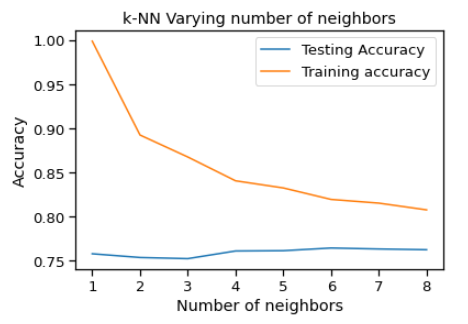 k-NN Varying number of neighbors
1.00
0.95
0.90
0.85
0.80
0.75
Accuracy
Testing Accuracy
Training accuracy
1 2 3 4 5 6 7 8
Number of neighbors